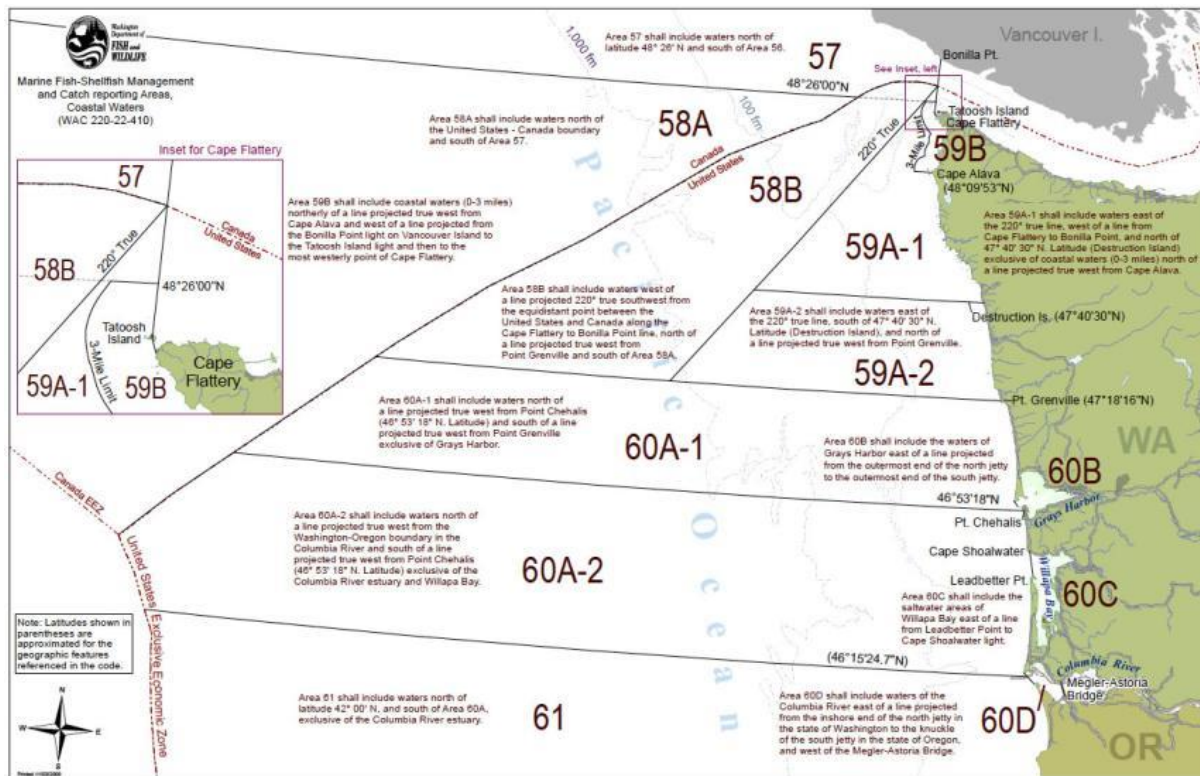 Washington
Department of
FISH and
WILDLIFE
Marine Fish-Shellfish Management
and Catch reporting Areas,
Coastal Waters
(WAC 220-22-410)
Area 57 shall include waters north of
latitude 48° 26' N and south of Area 56.
57
1,000 fm
100 fm
Vancouver I.
Bonilla Pt.
See Inset, left
48°26'00"N
Tatoosh Island
Cape Flattery
Area 58A shall include waters north of
the United States - Canada boundary
and south of Area 57.
58A
Canada
United States
220° True
3-Mile Limit
59B
Cape Alava
(48°09'53"N)
58B
Inset for Cape Flattery
57
Canada
United States
220° True
58B
48°26'00"N
Tatoosh
Island
3-Mile Limit
Cape
Flattery
59A-1
59B
Area 59B shall include coastal waters (0-3 miles)
northerly of a line projected true west from
Cape Alava and west of a line projected from
the Bonilla Point light on Vancouver Island to
the Tatoosh Island light and then to the
most westerly point of Cape Flattery.
59A-1
Area 59A-1 shall include waters east of
the 220° true line, west of a line from
Cape Flattery to Bonilla Point, and north of
47° 40' 30" N. Latitude (Destruction Island)
exclusive of coastal waters (0-3 miles) north of
a line projected true west from Cape Alava.
Area 58B shall include waters west of
a line projected 220° true southwest from
the equidistant point between the
United States and Canada along the
Cape Flattery to Bonilla Point line, north of
a line projected true west from
Point Grenville and south of Area 58A.
Area 59A-2 shall include waters east of
the 220° true line, south of 47° 40' 30" N.
Latitude (Destruction Island), and north of
a line projected true west from Point Grenville.
Destruction Is. (47°40'30"N)
59A-2
Pt. Grenville (47°18'16"N)
Area 60A-1 shall include waters north of
a line projected true west from Point Chehalis
(46° 53' 18" N. Latitude) and south of a line
projected true west from Point Grenville
exclusive of Grays Harbor.
60A-1
Area 60B shall include the waters of
Grays Harbor east of a line projected
from the outermost end of the north jetty
to the outermost end of the south jetty.
WA
60B
46°53'18"N
Grays Harbor
Pt. Chehalis
Canada EEZ
United States Exclusive Economic Zone
Area 60A-2 shall include waters north of
a line projected true west from the
Washington-Oregon boundary in the
Columbia River and south of a line
projected true west from Point Chehalis
(46° 53' 18" N. Latitude) exclusive of the
Columbia River estuary and Willapa Bay.
60A-2
Cape Shoalwater
Leadbetter Pt.
Willapa Bay
60C
Area 60C shall include the
saltwater areas of
Willapa Bay east of a line
from Leadbetter Point to
Cape Shoalwater light.
Pacific Ocean
Note: Latitudes shown in
parentheses are
approximated for the
geographic features
referenced in the code.
(46°15'24.7"N)
Columbia River
Megler-Astoria
Bridge
Area 61 shall include waters north of
latitude 42° 00' N, and south of Area 60A,
exclusive of the Columbia River estuary.
61
Area 60D shall include waters of the
Columbia River east of a line projected
from the inshore end of the north jetty in
the state of Washington to the knuckle
of the south jetty in the state of Oregon,
and west of the Megler-Astoria Bridge.
60D
OR
N
W
E
S